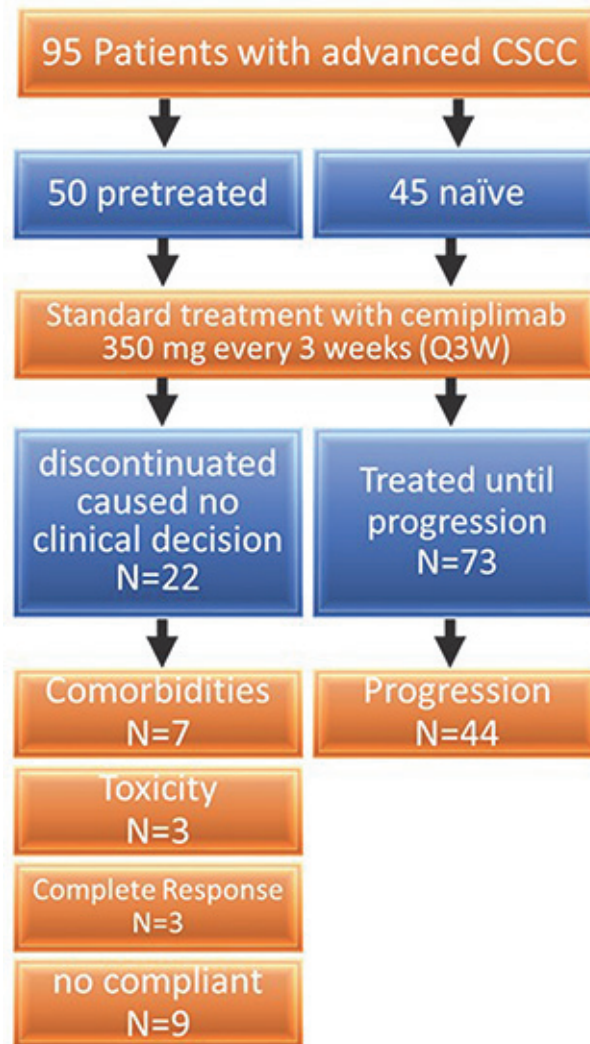 95 Patients with advanced CSCC
50 pretreated
45 naïve
Standard treatment with cemiplimab
350 mg every 3 weeks (Q3W)
discontinuated
caused no
clinical decision
N=22
Treated until
progression
N=73
Comorbidities
N=7
Progression
N=44
Toxicity
N=3
Complete Response
N=3
no compliant
N=9